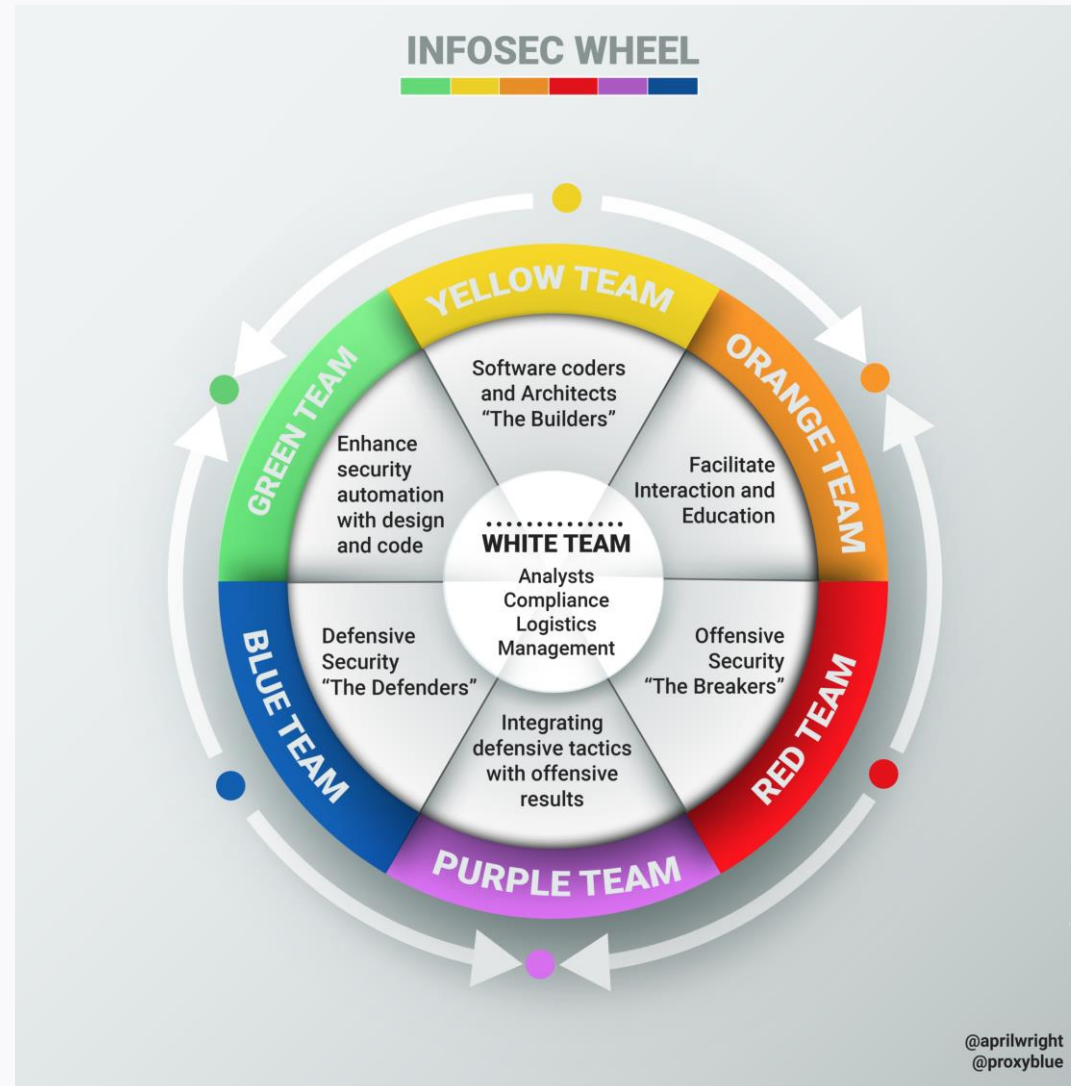 INFOSEC WHEEL
YELLOW TEAM
Software coders
and Architects
“The Builders”
ORANGE TEAM
Facilitate
Interaction and
Education
RED TEAM
Offensive
Security
“The Breakers”
PURPLE TEAM
Integrating
defensive tactics
with offensive
results
BLUE TEAM
Defensive
Security
“The Defenders”
GREEN TEAM
Enhance
security
automation
with design
and code
WHITE TEAM
Analysts
Compliance
Logistics
Management
@aprilwright
@proxyblue